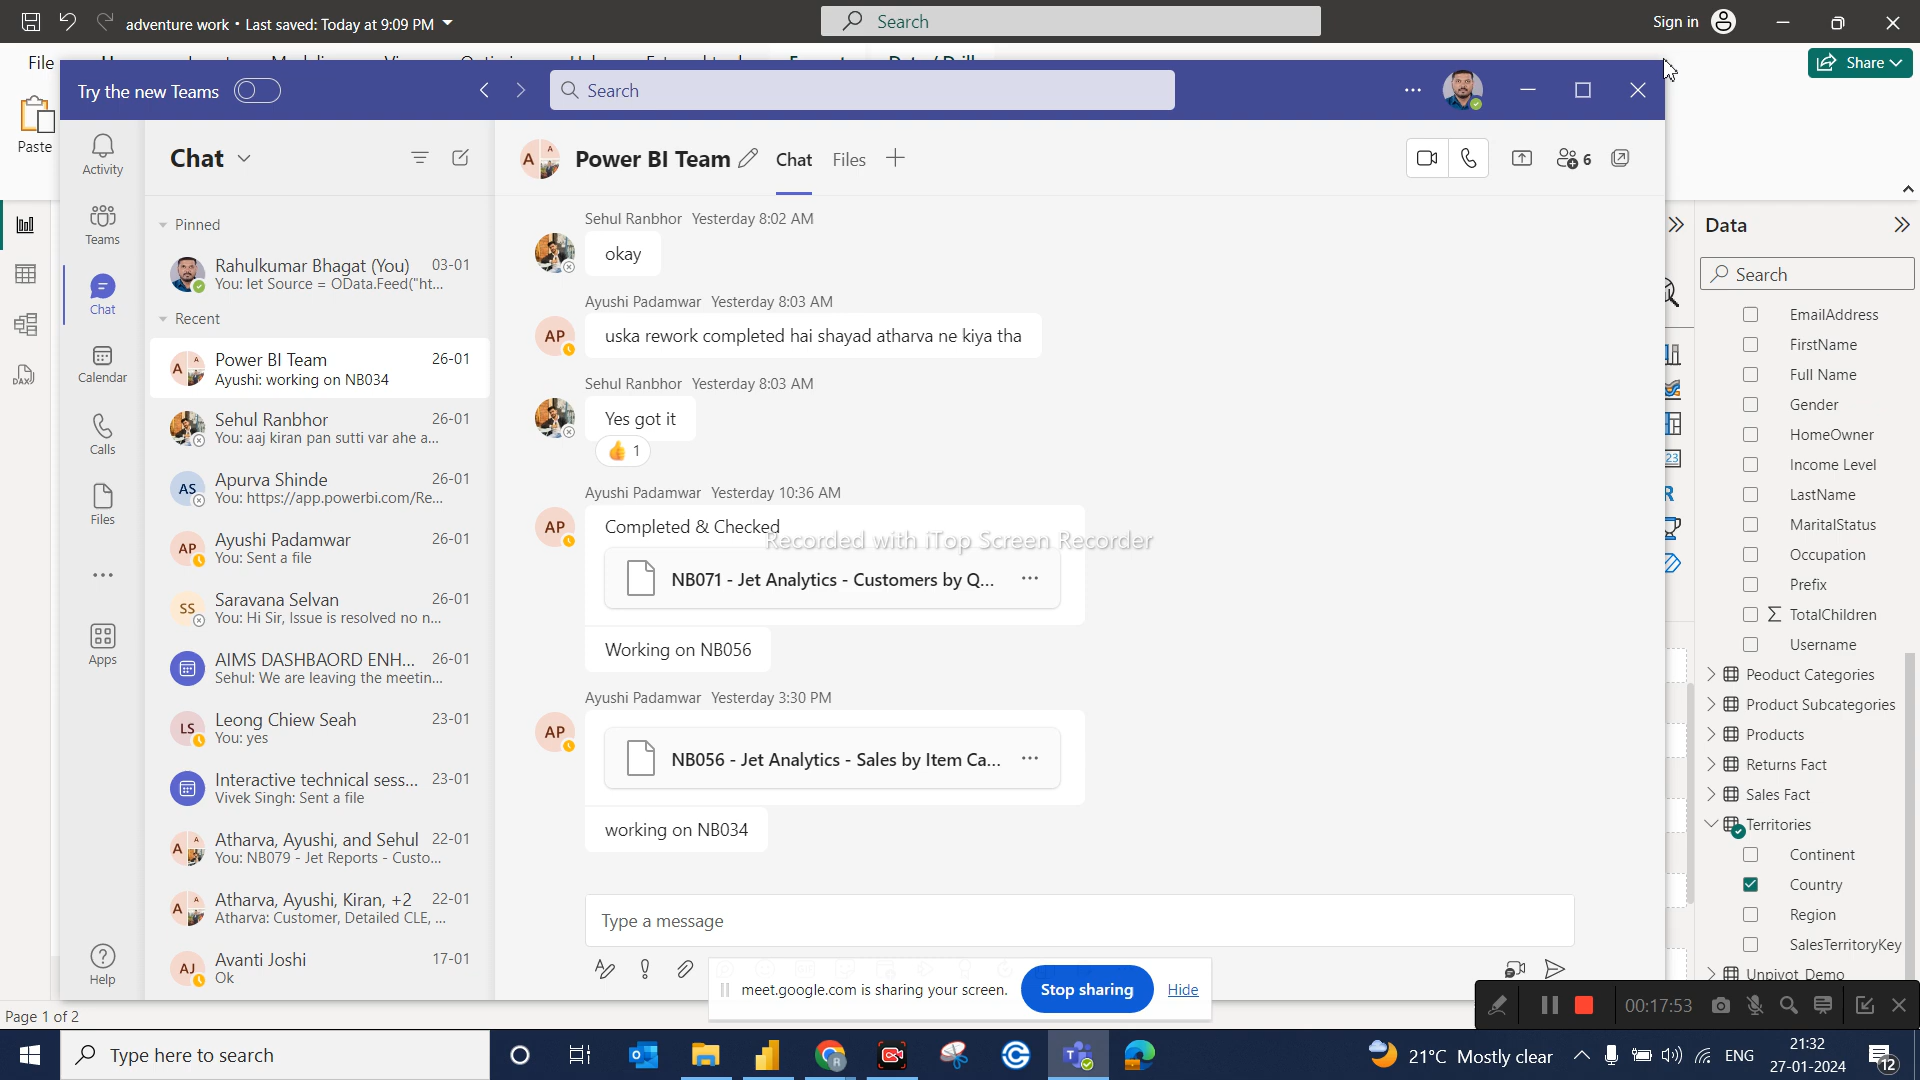 adventure work • Last saved: Today at 9:09 PM
Search
Sign in
File
Share
Paste
Try the new Teams
Search
Activity
Teams
Chat
Calendar
Calls
Files
Apps
Help
Chat
Pinned
Rahulkumar Bhagat (You) 03-01
You: let Source = OData.Feed("ht...
Recent
Power BI Team 26-01
Ayushi: working on NB034
Sehul Ranbhor 26-01
You: aaj kiran pan sutti var ahe a...
AS
Apurva Shinde 26-01
You: https://app.powerbi.com/Re...
AP
Ayushi Padamwar 26-01
You: Sent a file
SS
Saravana Selvan 26-01
You: Hi Sir, Issue is resolved no n...
AIMS DASHBAORD ENH... 26-01
Sehul: We are leaving the meetin...
LS
Leong Chiew Seah 23-01
You: yes
Interactive technical sess... 23-01
Vivek Singh: Sent a file
A
Atharva, Ayushi, and Sehul 22-01
You: NB079 - Jet Reports - Custo...
A
Atharva, Ayushi, Kiran, +2 22-01
Atharva: Customer, Detailed CLE, ...
AJ
Avanti Joshi 17-01
Ok
A A
Power BI Team
Chat
Files
6
Sehul Ranbhor Yesterday 8:02 AM
okay
Ayushi Padamwar Yesterday 8:03 AM
AP
uska rework completed hai shayad atharva ne kiya tha
Sehul Ranbhor Yesterday 8:03 AM
Yes got it
1
Ayushi Padamwar Yesterday 10:36 AM
AP
Completed & Checked
Recorded with iTop Screen Recorder
NB071 - Jet Analytics - Customers by Q...
Working on NB056
Ayushi Padamwar Yesterday 3:30 PM
AP
NB056 - Jet Analytics - Sales by Item Ca...
working on NB034
Type a message
meet.google.com is sharing your screen.
Stop sharing
Hide
Data
Search
EmailAddress
FirstName
Full Name
Gender
HomeOwner
Income Level
LastName
MaritalStatus
Occupation
Prefix
TotalChildren
Username
Peoduct Categories
Product Subcategories
Products
Returns Fact
Sales Fact
Territories
Continent
Country
Region
SalesTerritoryKey
Unpivot Demo
00:17:53
Page 1 of 2
Type here to search
21°C Mostly clear
ENG
21:32
27-01-2024
12